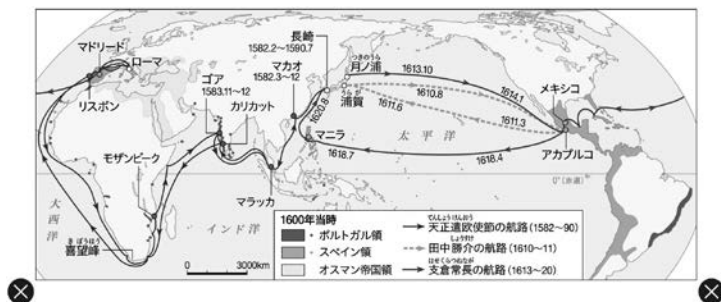 マドリード
ローマ
リスボン
ゴア
1583.11～12
カリカット
マカオ
1582.3～12
長崎
1582.2～1590.7
つきのうら
月ノ浦
うらが
浦賀
1613.10
1610.8
1614.1
1611.6
1611.3
1620.8
マニラ
1618.7
1618.4
太平洋
メキシコ
アカプルコ
モザンビーク
マラッカ
0°(赤道)
大西洋
インド洋
きぼうほう
喜望峰
0 3000km
1600年当時
ポルトガル領
スペイン領
オスマン帝国領
てんしょうけんおう
天正遣欧使節の航路(1582～90)
しょうすけ
田中勝介の航路(1610～11)
はせくらつねなが
支倉常長の航路(1613～20)